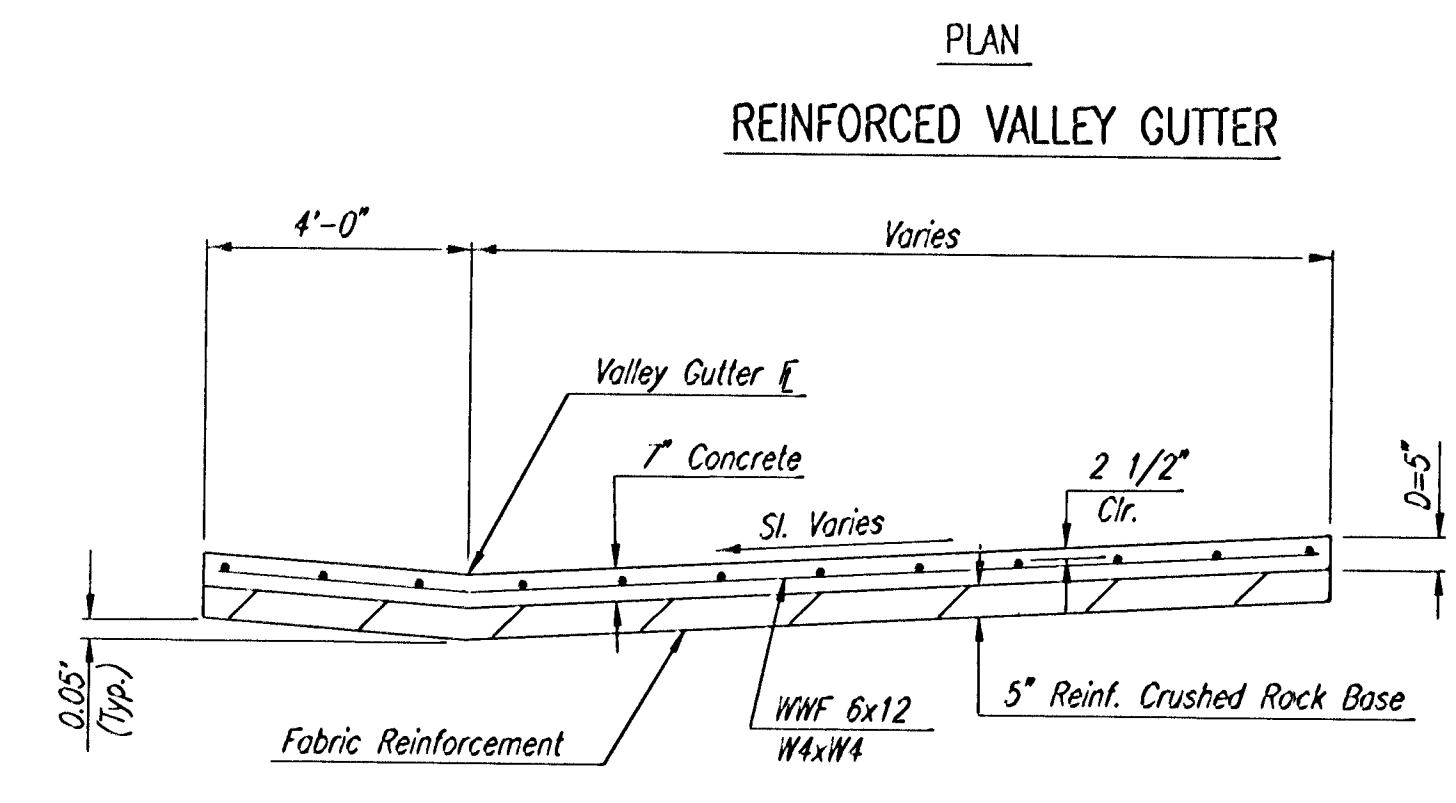 PLAN
REINFORCED VALLEY GUTTER
4'-0"
Varies
Valley Gutter FL
7" Concrete
2 1/2"
Clr.
D=5"
Sl. Varies
0.05'
(Typ.)
WWF 6x12
W4xW4
5" Reinf. Crushed Rock Base
Fabric Reinforcement